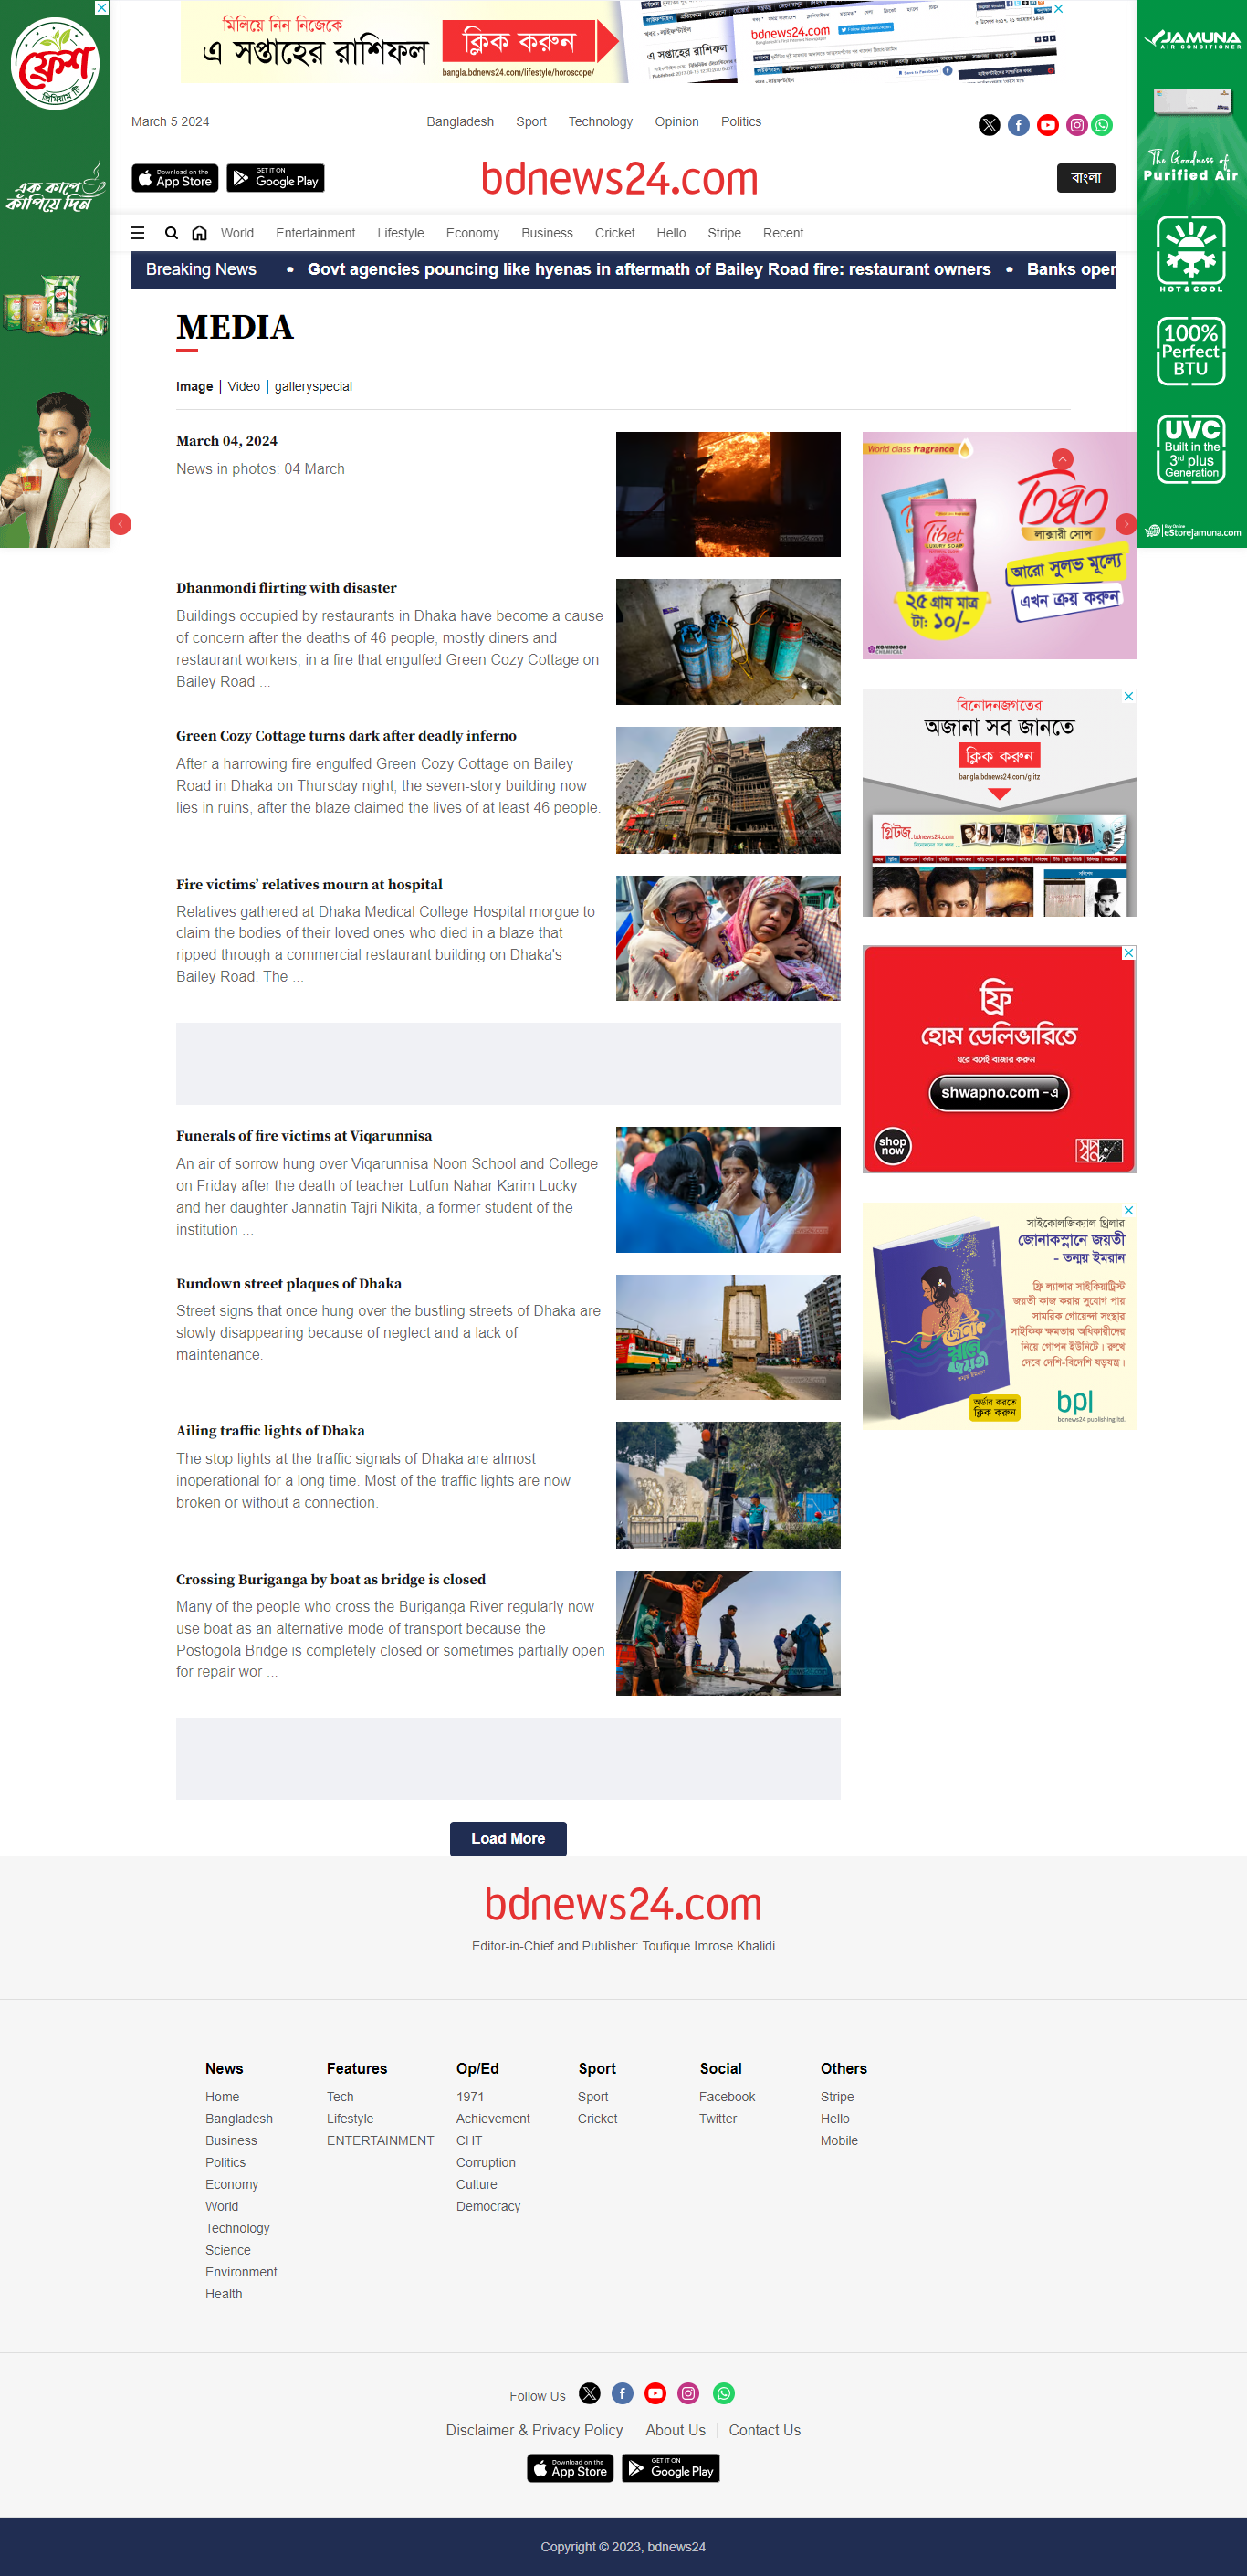 ফ্রেশ
প্রিমিয়াম টি
এক কাপে
কাঁপিয়ে দিন
মিলিয়ে নিন নিজেকে
এ সপ্তাহের রাশিফল
ক্লিক করুন
bangla.bdnews24.com/lifestyle/horoscope/
bdnews24.com
JAMUNA
AIR CONDITIONER
The Goodness of
Purified Air
HOT & COOL
100%
Perfect
BTU
UVC
Built in the
3rd plus
Generation
Buy Online
eStorejamuna.com
March 5 2024
Bangladesh Sport Technology Opinion Politics
Download on the
App Store
GET IT ON
Google Play
bdnews24.com
বাংলা
World Entertainment Lifestyle Economy Business Cricket Hello Stripe Recent
Breaking News • Govt agencies pouncing like hyenas in aftermath of Bailey Road fire: restaurant owners • Banks oper
MEDIA
Image | Video | galleryspecial
March 04, 2024
News in photos: 04 March
Dhanmondi flirting with disaster
Buildings occupied by restaurants in Dhaka have become a cause
of concern after the deaths of 46 people, mostly diners and
restaurant workers, in a fire that engulfed Green Cozy Cottage on
Bailey Road ...
Green Cozy Cottage turns dark after deadly inferno
After a harrowing fire engulfed Green Cozy Cottage on Bailey
Road in Dhaka on Thursday night, the seven-story building now
lies in ruins, after the blaze claimed the lives of at least 46 people.
Fire victims’ relatives mourn at hospital
Relatives gathered at Dhaka Medical College Hospital morgue to
claim the bodies of their loved ones who died in a blaze that
ripped through a commercial restaurant building on Dhaka's
Bailey Road. The ...
Funerals of fire victims at Viqarunnisa
An air of sorrow hung over Viqarunnisa Noon School and College
on Friday after the death of teacher Lutfun Nahar Karim Lucky
and her daughter Jannatin Tajri Nikita, a former student of the
institution ...
Rundown street plaques of Dhaka
Street signs that once hung over the bustling streets of Dhaka are
slowly disappearing because of neglect and a lack of
maintenance.
Ailing traffic lights of Dhaka
The stop lights at the traffic signals of Dhaka are almost
inoperational for a long time. Most of the traffic lights are now
broken or without a connection.
Crossing Buriganga by boat as bridge is closed
Many of the people who cross the Buriganga River regularly now
use boat as an alternative mode of transport because the
Postogola Bridge is completely closed or sometimes partially open
for repair wor ...
World class fragrance
Tibet
LUXURY SOAP
তিব্বত
লাক্সারী সোপ
আরো সুলভ মূল্যে
এখন ক্রয় করুন
২৫ গ্রাম মাত্র
টাঃ ১০/-
KOHINOOR
CHEMICAL
বিনোদনজগতের
অজানা সব জানতে
ক্লিক করুন
bangla.bdnews24.com/glitz
গ্লিটজ
bdnews24.com
ফ্রি
হোম ডেলিভারিতে
ঘরে বসেই বাজার করুন
shwapno.com -এ
shop
now
সাইকোলজিক্যাল থ্রিলার
জোনাকস্নানে জয়তী
- তন্ময় ইমরান
ফ্রি ল্যান্সার সাইকিয়াট্রিস্ট
জয়তী কাজ করার সুযোগ পায়
সামরিক গোয়েন্দা সংস্থার
সাইকিক ক্ষমতার অধিকারীদের
নিয়ে গোপন ইউনিটে। রুখে
দেবে দেশি-বিদেশি ষড়যন্ত্র।
অর্ডার করতে
ক্লিক করুন
bpl
bdnews24 publishing ltd.
Load More
bdnews24.com
Editor-in-Chief and Publisher: Toufique Imrose Khalidi
News
Home
Bangladesh
Business
Politics
Economy
World
Technology
Science
Environment
Health
Features
Tech
Lifestyle
ENTERTAINMENT
Op/Ed
1971
Achievement
CHT
Corruption
Culture
Democracy
Sport
Sport
Cricket
Social
Facebook
Twitter
Others
Stripe
Hello
Mobile
Follow Us
Disclaimer & Privacy Policy | About Us | Contact Us
Download on the
App Store
GET IT ON
Google Play
Copyright © 2023, bdnews24